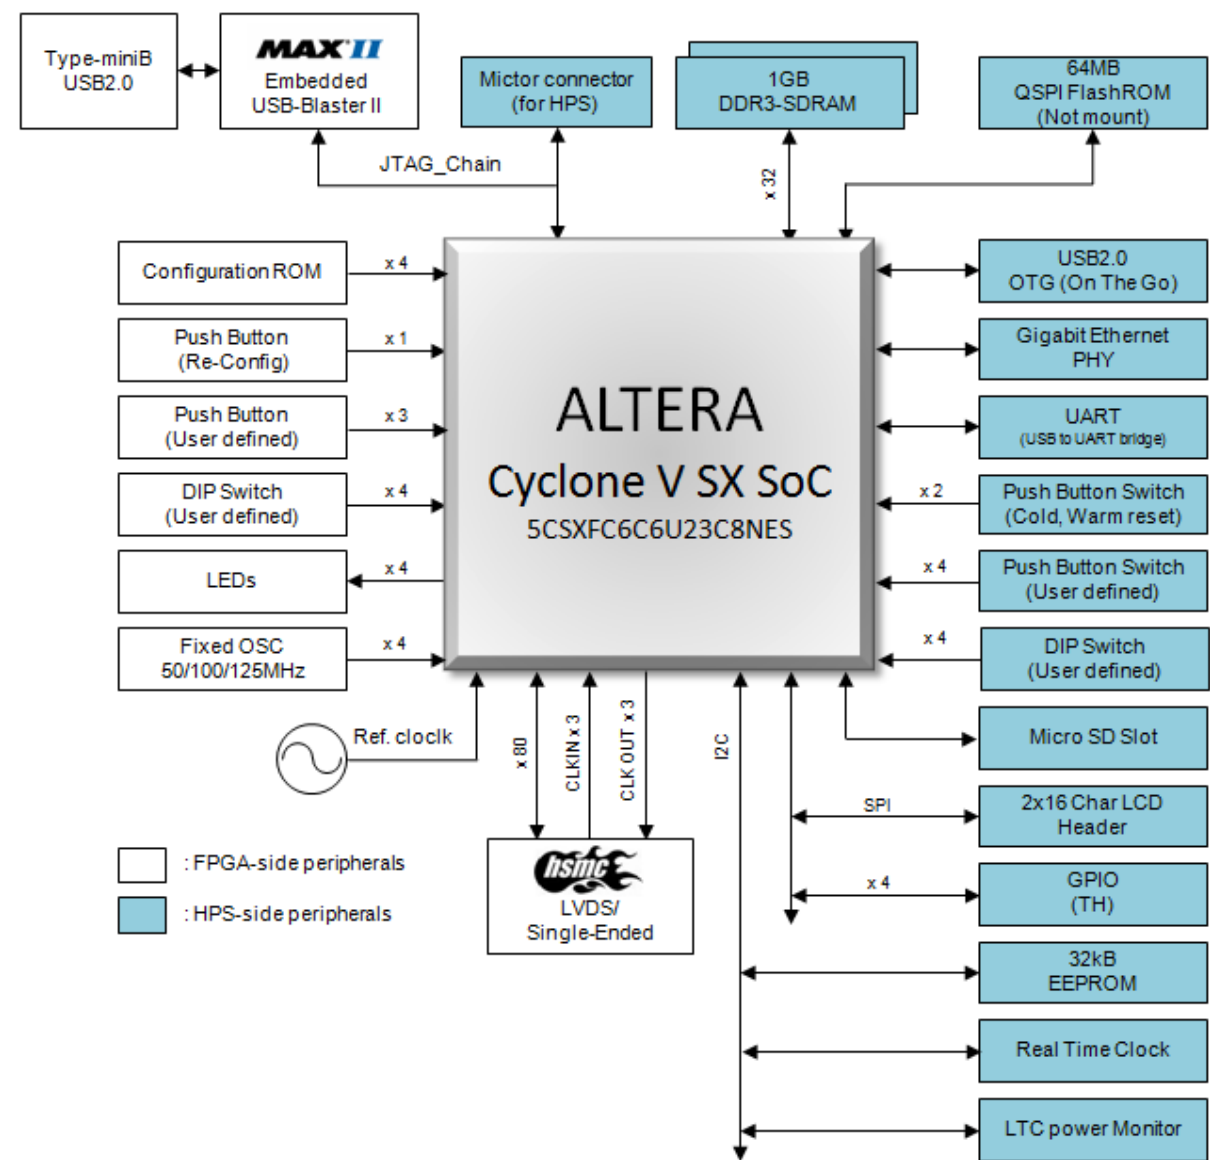 Type-miniB
USB2.0
MAX II
Embedded
USB-Blaster II
Mictor connector
(for HPS)
1GB
DDR3-SDRAM
64MB
QSPI FlashROM
(Not mount)
JTAG_Chain
x 32
Configuration ROM
x 4
Push Button
(Re-Config)
x 1
Push Button
(User defined)
x 3
DIP Switch
(User defined)
x 4
LEDs
x 4
Fixed OSC
50/100/125MHz
x 4
ALTERA
Cyclone V SX SoC
5CSXFC6C6U23C8NES
USB2.0
OTG (On The Go)
Gigabit Ethernet
PHY
UART
(USB to UART bridge)
x 2
Push Button Switch
(Cold, Warm reset)
x 4
Push Button Switch
(User defined)
x 4
DIP Switch
(User defined)
Ref. cloclk
x 80
CLKIN x 3
CLK OUT x 3
I2C
Micro SD Slot
SPI
2x16 Char LCD
Header
x 4
GPIO
(TH)
32kB
EEPROM
Real Time Clock
LTC power Monitor
hsmc
LVDS/
Single-Ended
: FPGA-side peripherals
: HPS-side peripherals